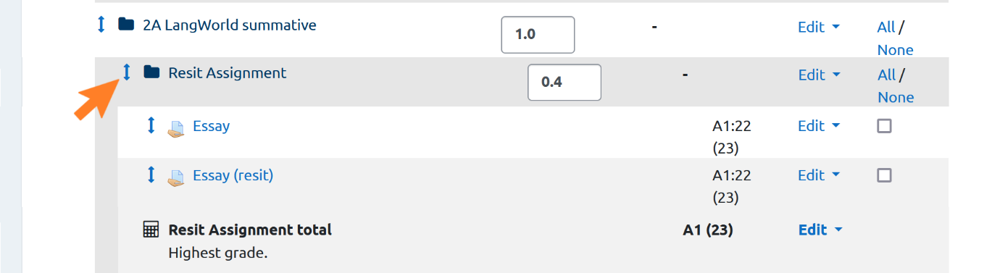 2A LangWorld summative 1.0 - Edit All /
None
Resit Assignment 0.4 - Edit All /
None
Essay A1:22 Edit
(23)
Essay (resit) A1:22 Edit
(23)
Resit Assignment total A1 (23) Edit
Highest grade.